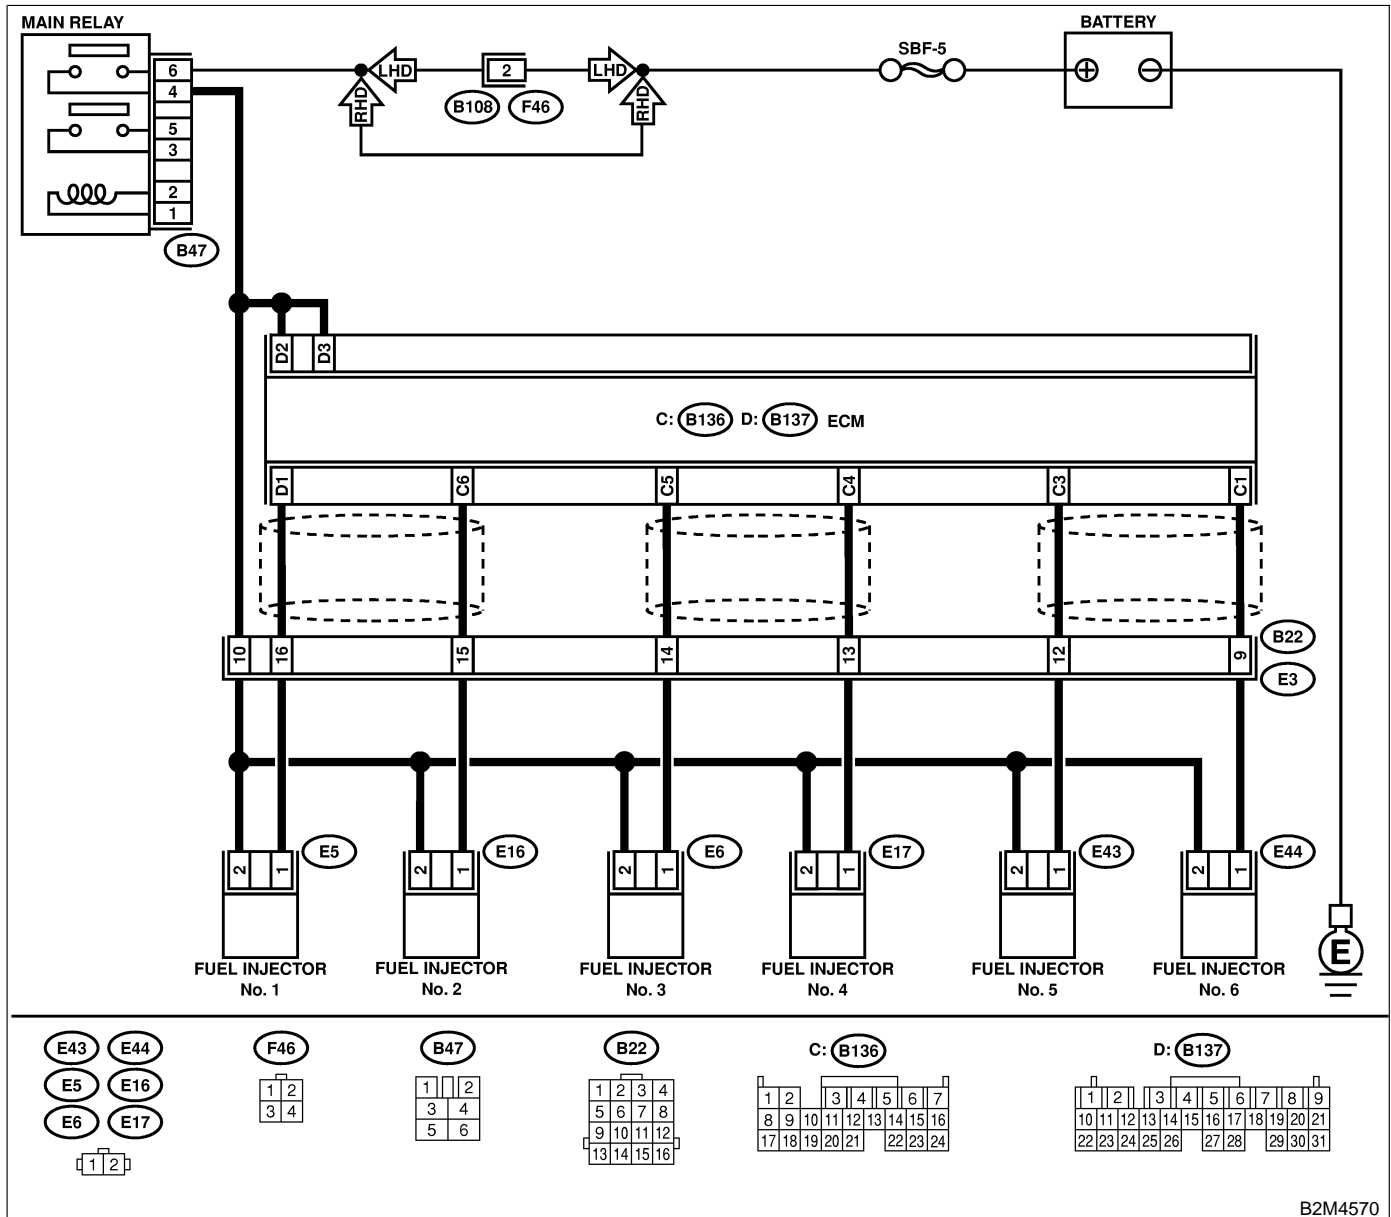 MAIN RELAY
BATTERY
SBF-5
6
4
5
3
2
1
B47
LHD
2
LHD
RHD
RHD
B108
F46
D2
D3
C: B136 D: B137 ECM
D1
C6
C5
C4
C3
C1
10
16
15
14
13
12
9
B22
E3
E5
E16
E6
E17
E43
E44
2 1
2 1
2 1
2 1
2 1
2 1
FUEL INJECTOR
No. 1
FUEL INJECTOR
No. 2
FUEL INJECTOR
No. 3
FUEL INJECTOR
No. 4
FUEL INJECTOR
No. 5
FUEL INJECTOR
No. 6
E
E43 E44
E5 E16
E6 E17
1 2
F46
1 2
3 4
B47
1 2
3 4
5 6
B22
1 2 3 4
5 6 7 8
9 10 11 12
13 14 15 16
C: B136
1 2 3 4 5 6 7
8 9 10 11 12 13 14 15 16
17 18 19 20 21 22 23 24
D: B137
1 2 3 4 5 6 7 8 9
10 11 12 13 14 15 16 17 18 19 20 21
22 23 24 25 26 27 28 29 30 31
B2M4570